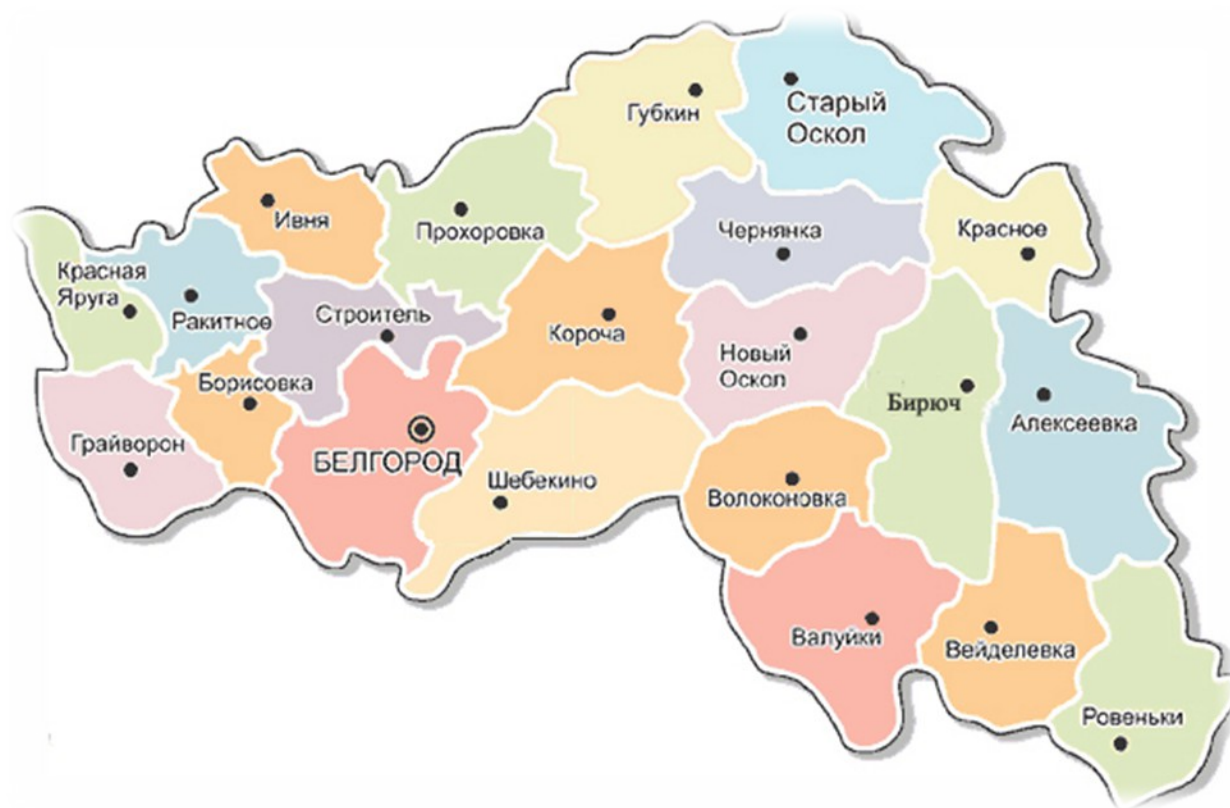 Губкин
Старый
Оскол
Ивня
Прохоровка
Чернянка
Красное
Красная
Яруга
Ракитное
Строитель
Короча
Новый
Оскол
Борисовка
Бирюч
Алексеевка
Грайворон
БЕЛГОРОД
Шебекино
Волоконовка
Валуйки
Вейделевка
Ровеньки